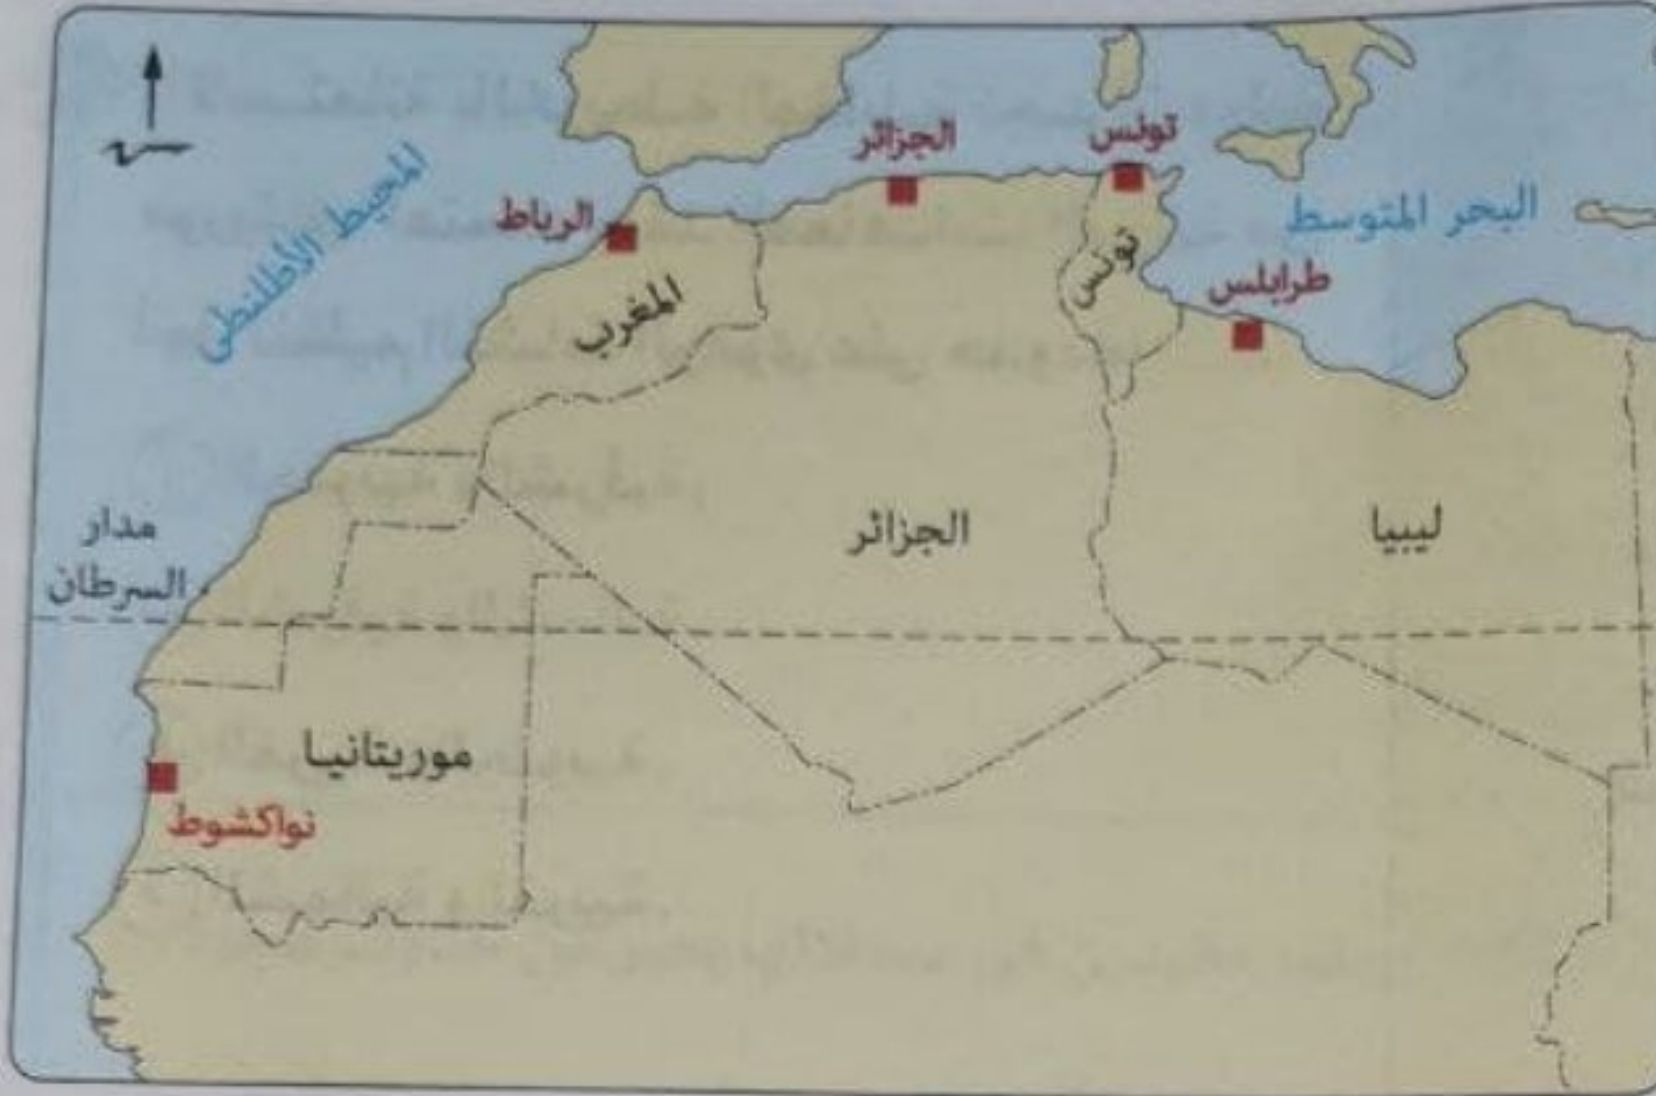 المحيط الأطلنطي
الرباط
الجزائر
تونس
البحر المتوسط
طرابلس
المغرب
تونس
الجزائر
ليبيا
مدار
السرطان
موريتانيا
نواكشوط